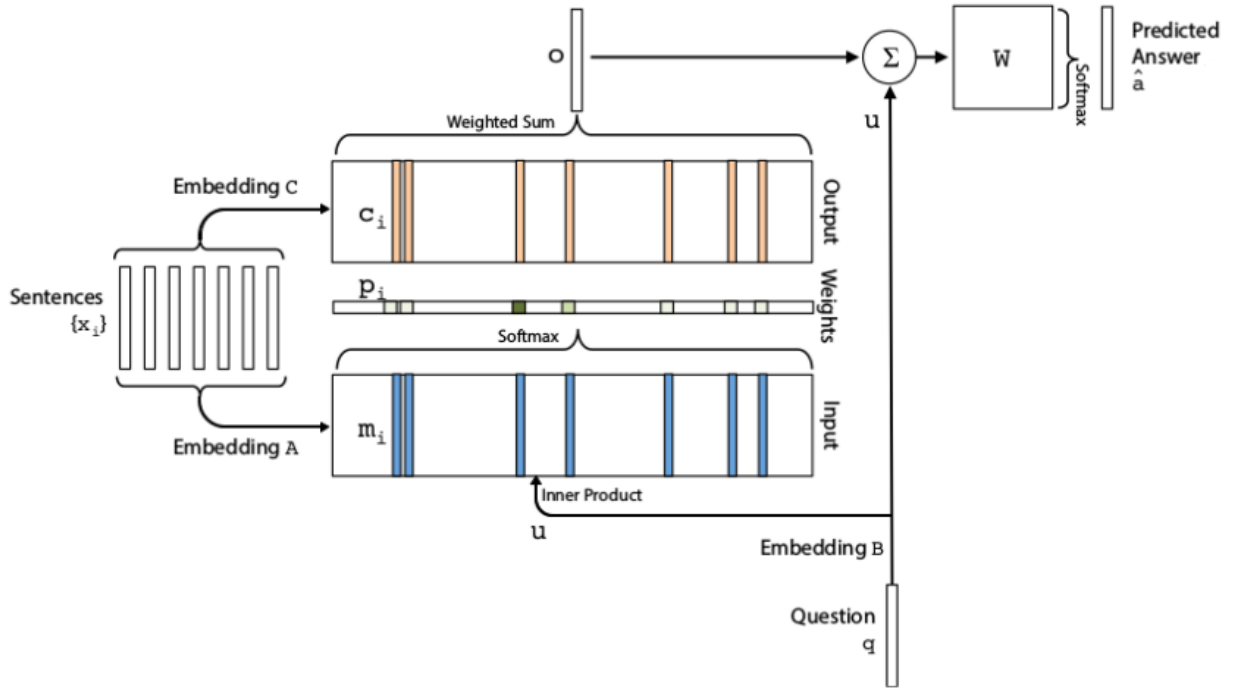 o
Σ
W
Softmax
Predicted
Answer
â
u
Weighted Sum
Embedding C
c_i
Output
Sentences
{x_i}
p_i
Weights
Softmax
m_i
Input
Embedding A
Inner Product
u
Embedding B
Question
q